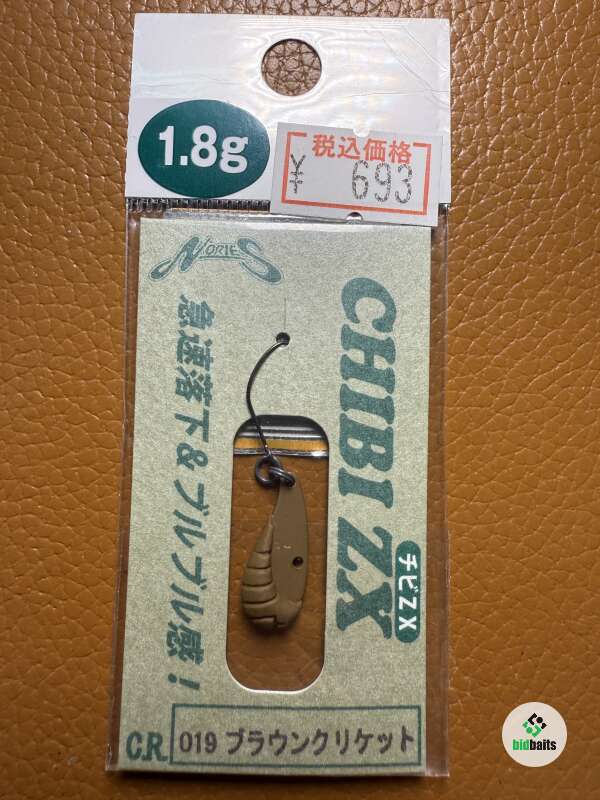 1.8g
税込価格
¥ 693
NORIES
CHIBI ZX
チビZX
急速落下&ブルブル感!
C.R.
019 ブラウンクリケット
bidbaits